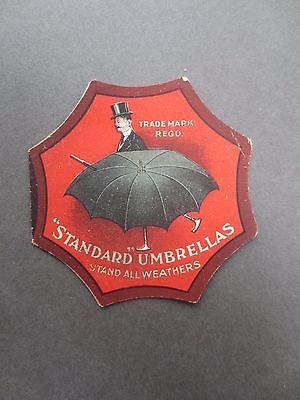 TRADE MARK.
REGD.
"STANDARD" UMBRELLAS
STAND ALL WEATHERS